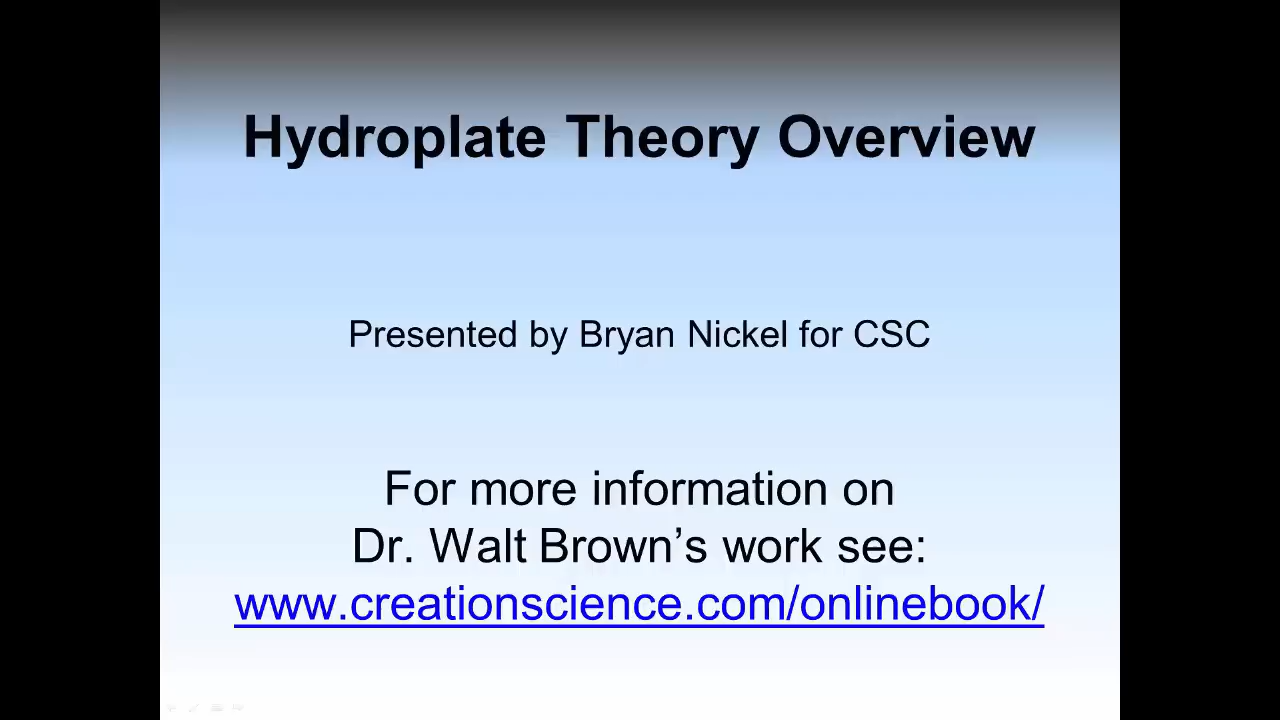 Hydroplate Theory Overview
Presented by Bryan Nickel for CSC
For more information on
Dr. Walt Brown’s work see:
www.creationscience.com/onlinebook/